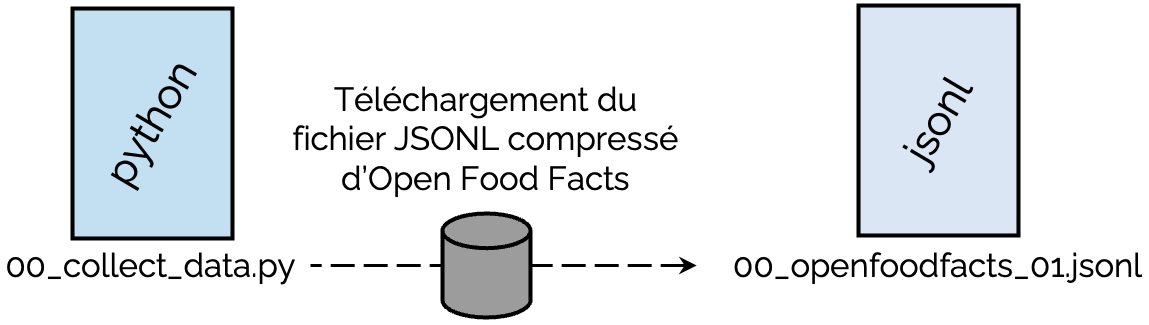 python
Téléchargement du
fichier JSONL compressé
d'Open Food Facts
jsonl
00_collect_data.py
00_openfoodfacts_01.jsonl